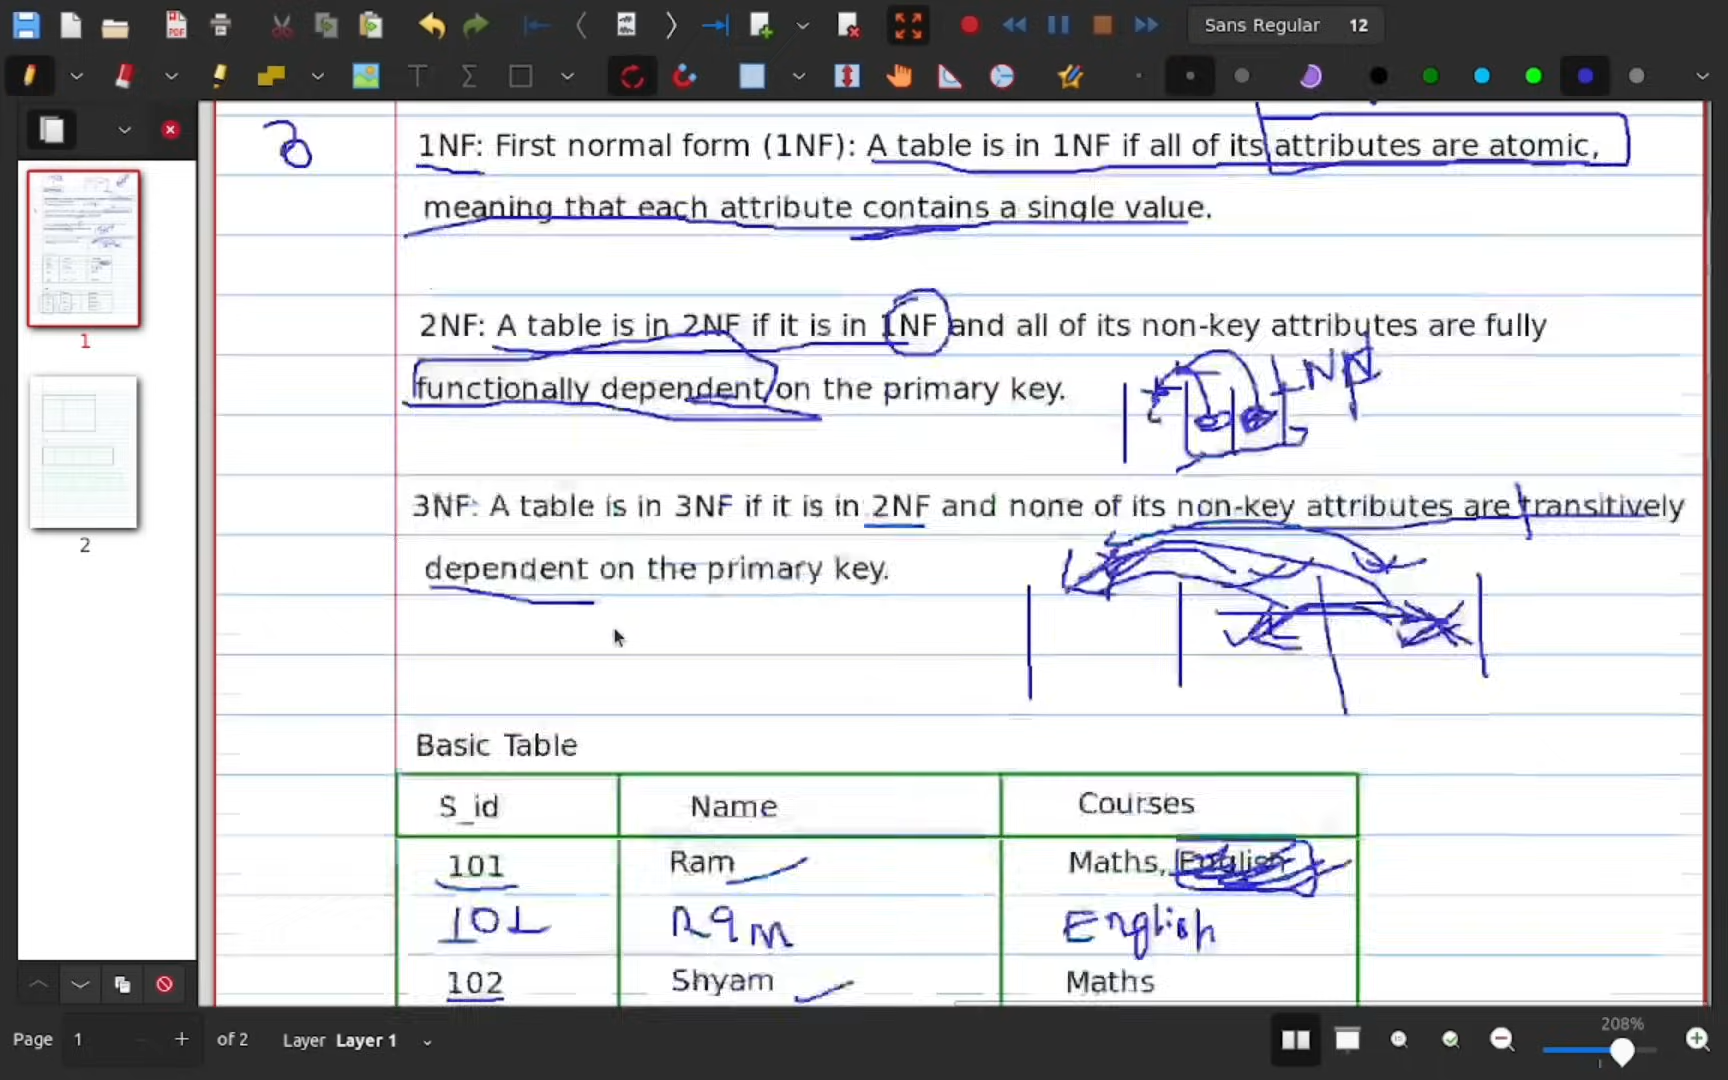 Sans Regular 12
1NF: First normal form (1NF): A table is in 1NF if all of its attributes are atomic,
meaning that each attribute contains a single value.
2NF: A table is in 2NF if it is in 1NF and all of its non-key attributes are fully
functionally dependent on the primary key.
3NF: A table is in 3NF if it is in 2NF and none of its non-key attributes are transitively
dependent on the primary key.
Basic Table
S_id Name Courses
101 Ram Maths, English
101 Ram English
102 Shyam Maths
1
2
Page 1 of 2 Layer Layer 1 208%